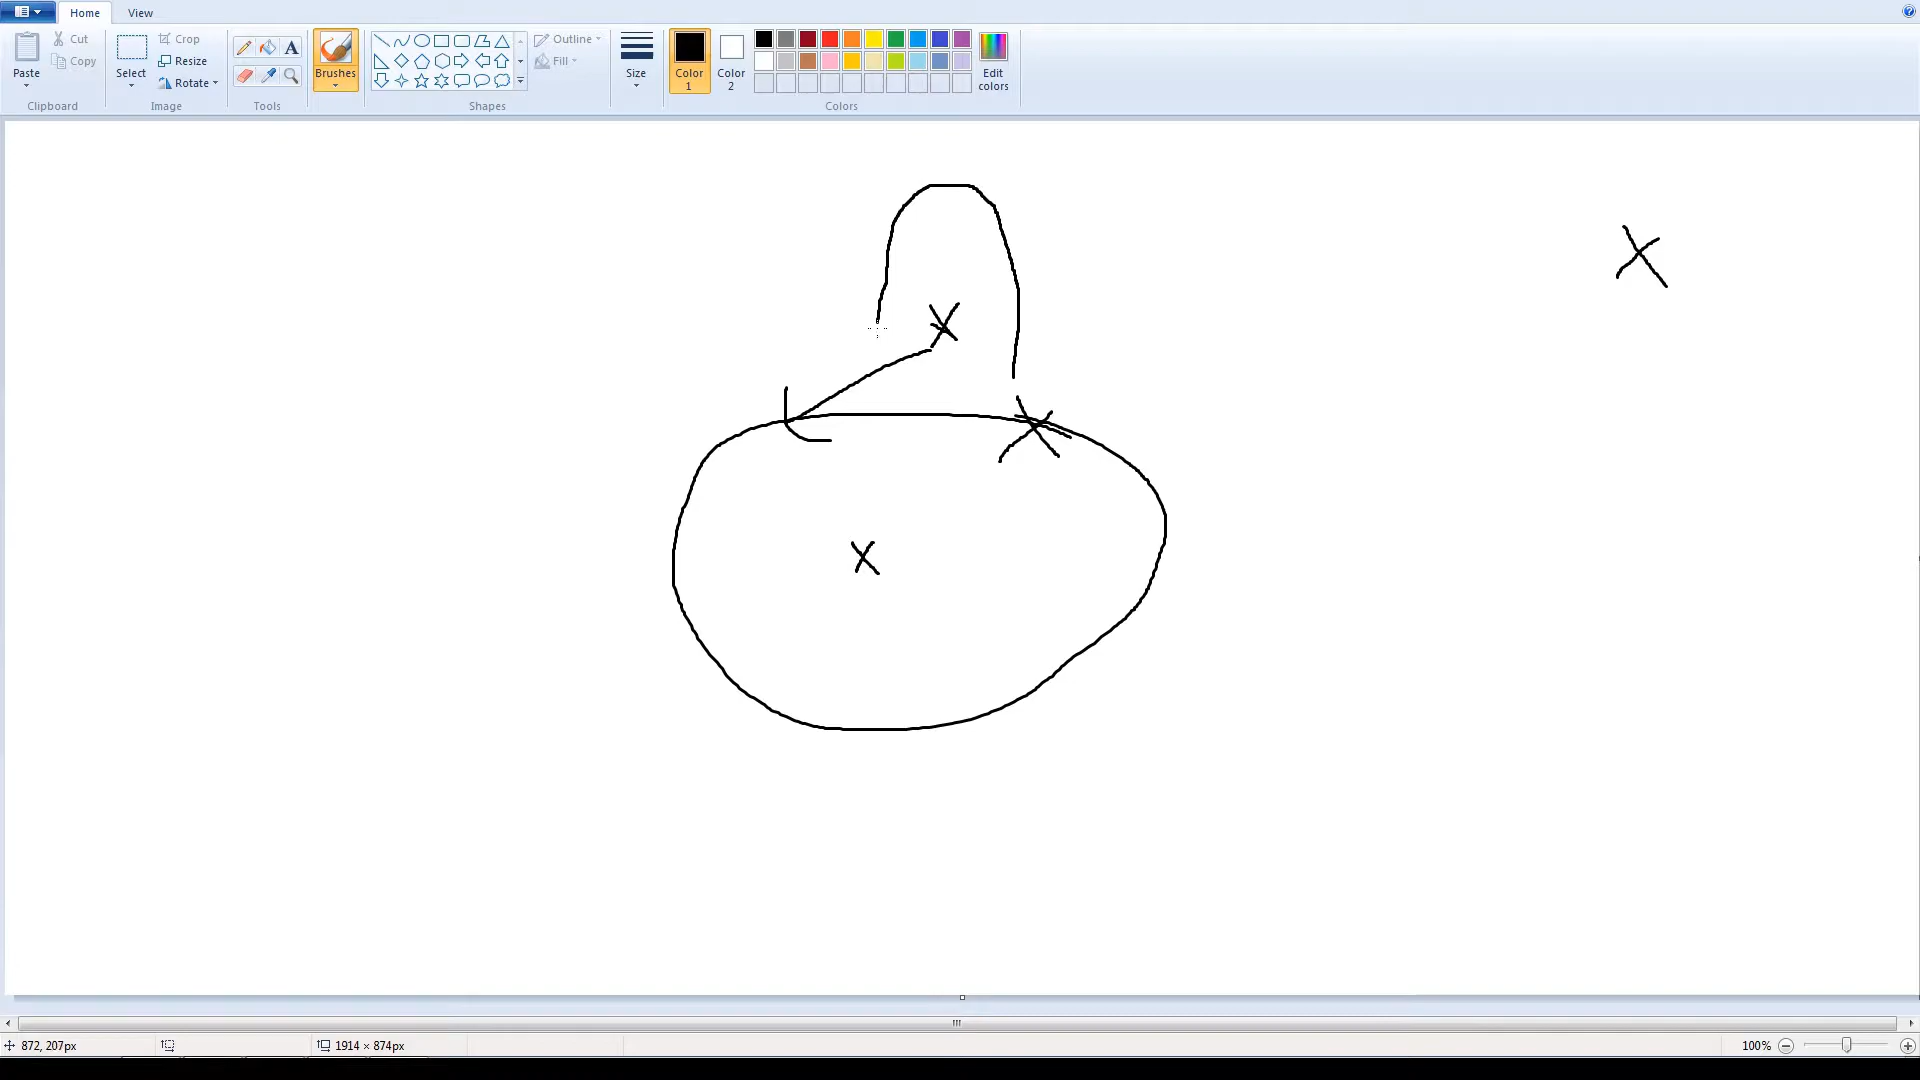 Home View
Paste
Cut
Copy
Clipboard
Select
Crop
Resize
Rotate
Image
A
Tools
Brushes
Shapes
Outline
Fill
Size
Color 1
Color 2
Edit colors
Colors
X
X
X
X
872, 207px
1914 × 874px
100%